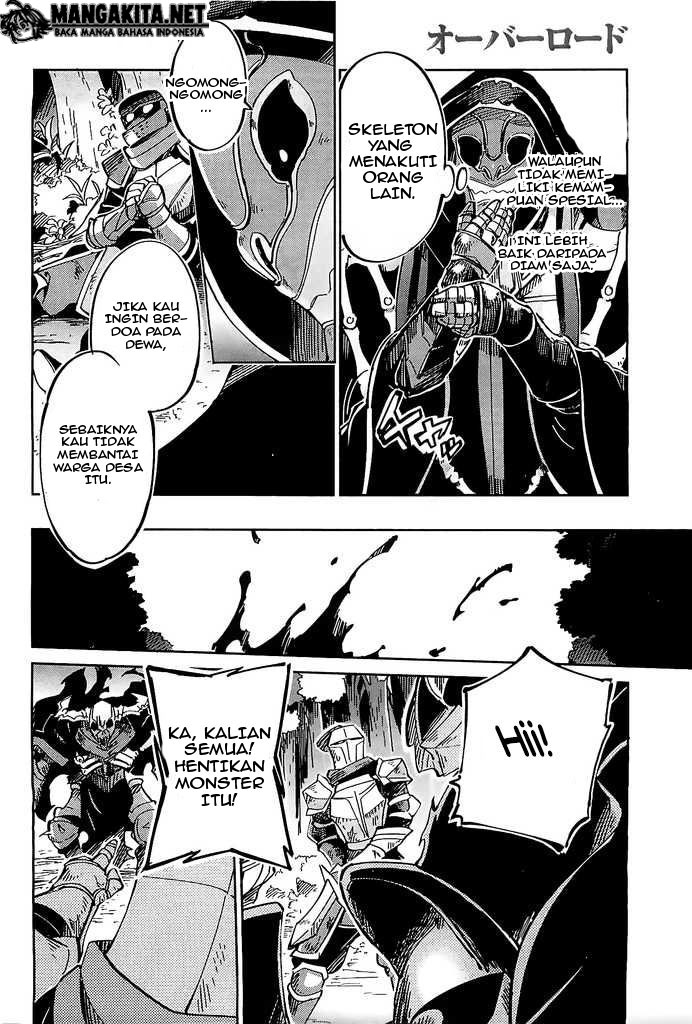 MANGAKITA.NET
BACA MANGA BAHASA INDONESIA
オーバーロード
SKELETON
YANG
MENAKUTI
ORANG
LAIN.
WALAUPUN
TIDAK MEMI-
LIKI KEMAM-
PUAN SPESIAL...
INI LEBIH
BAIK DARIPADA
DIAM SAJA.
NGOMONG-
NGOMONG
...
JIKA KAU
INGIN BER-
DOA PADA
DEWA,
SEBAIKNYA
KAU TIDAK
MEMBANTAI
WARGA DESA
ITU.
Hii!
KA, KALIAN
SEMUA!
HENTIKAN
MONSTER
ITU!